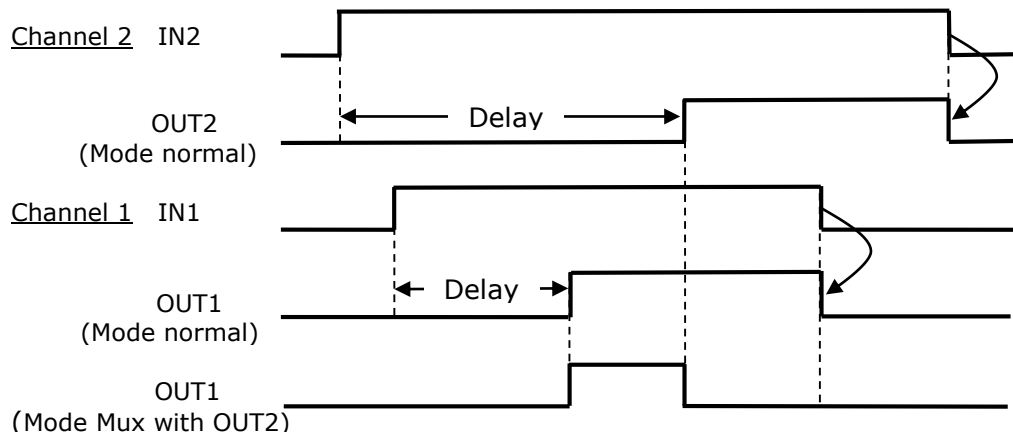 Channel 2 IN2
OUT2
(Mode normal)
Delay
Channel 1 IN1
OUT1
(Mode normal)
Delay
OUT1
(Mode Mux with OUT2)